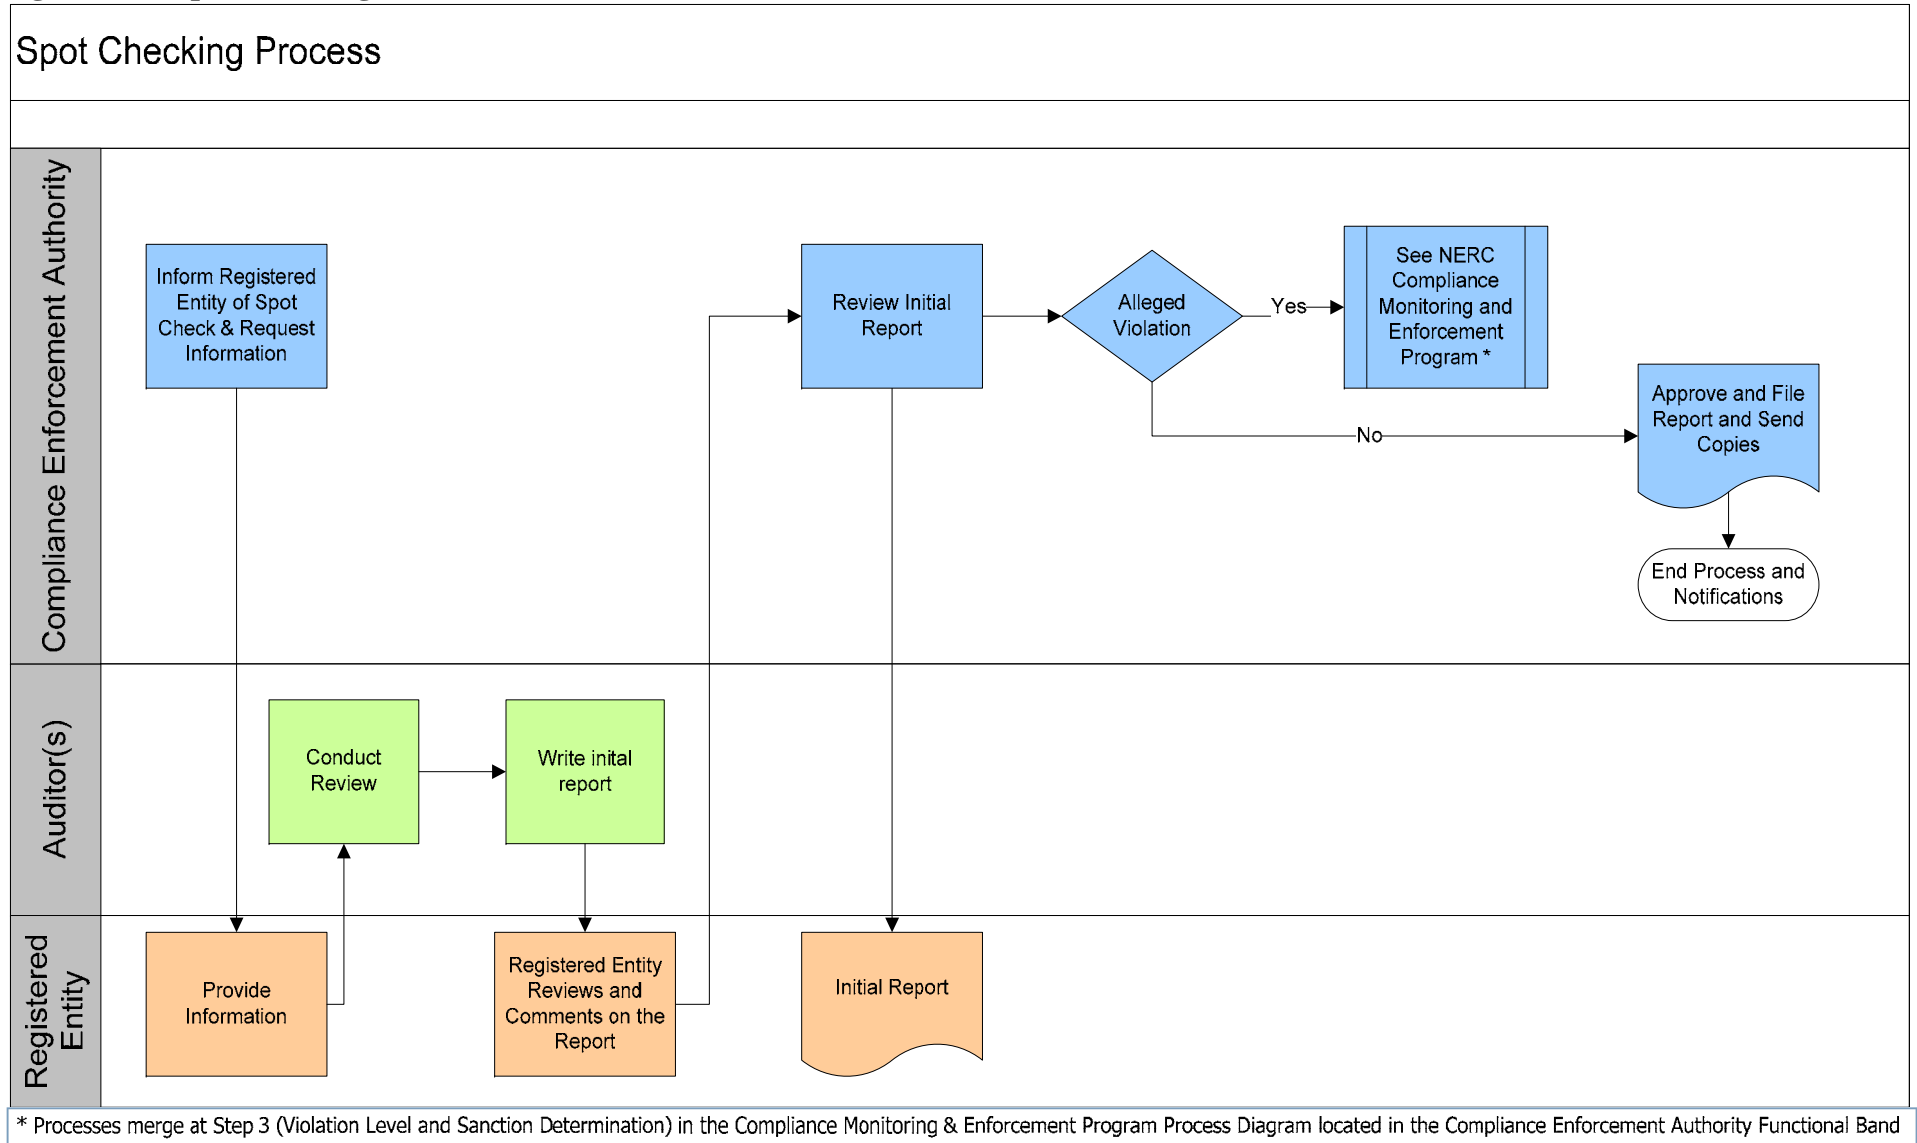 Spot Checking Process
Compliance Enforcement Authority
Inform Registered
Entity of Spot
Check & Request
Information
Review Initial
Report
Alleged
Violation
Yes
See NERC
Compliance
Monitoring and
Enforcement
Program *
No
Approve and File
Report and Send
Copies
End Process and
Notifications
Auditor(s)
Conduct
Review
Write inital
report
Registered
Entity
Provide
Information
Registered Entity
Reviews and
Comments on the
Report
Initial Report
* Processes merge at Step 3 (Violation Level and Sanction Determination) in the Compliance Monitoring & Enforcement Program Process Diagram located in the Compliance Enforcement Authority Functional Band